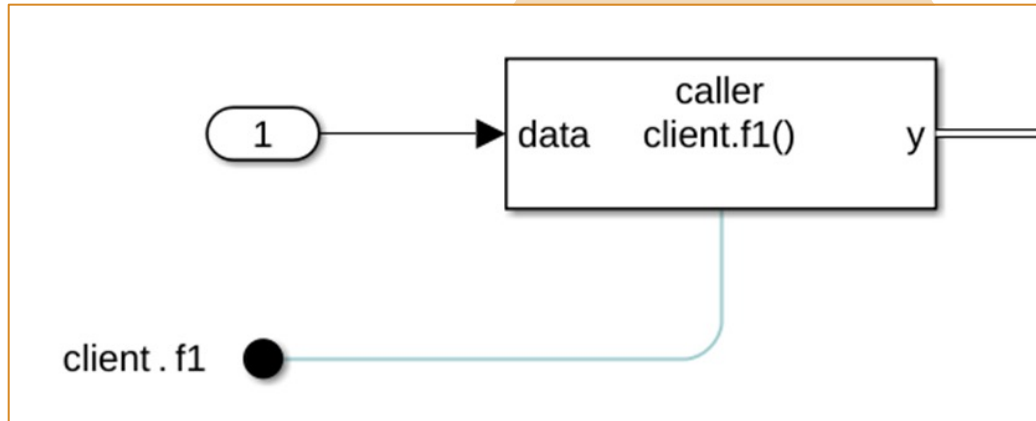 caller
1
data client.f1() y
client . f1